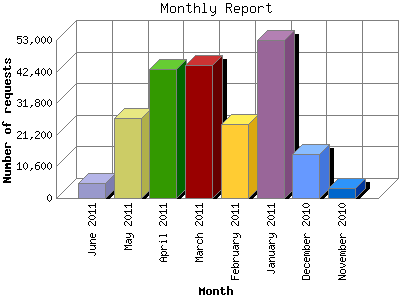 Monthly Report
Number of requests
53,000
42,400
31,800
21,200
10,600
0
June 2011
May 2011
April 2011
March 2011
February 2011
January 2011
December 2010
November 2010
Month